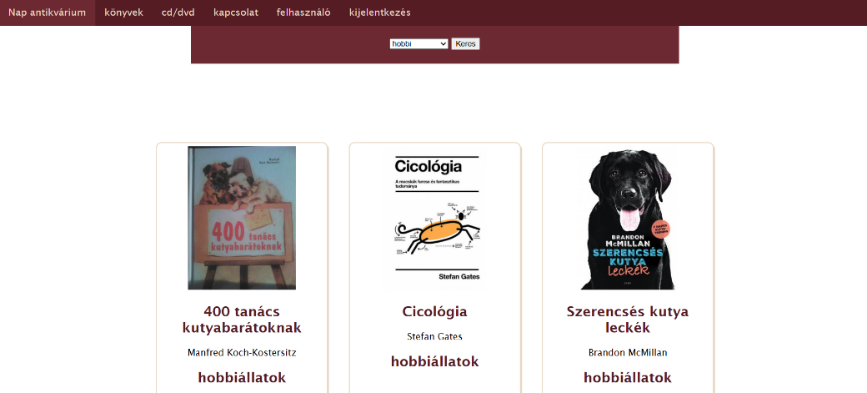 Nap antikvárium könyvek cd/dvd kapcsolat felhasználó kijelentkezés
hobbi Keres
400 tanács
kutyabarátoknak
Cicológia
A macskák furcsa és fantasztikus
tudománya
Stefan Gates
BRANDON
McMILLAN
SZERENCSÉS
KUTYA
leckék
400 tanács
kutyabarátoknak
Manfred Koch-Kostersitz
hobbiállatok
Cicológia
Stefan Gates
hobbiállatok
Szerencsés kutya
leckék
Brandon McMillan
hobbiállatok